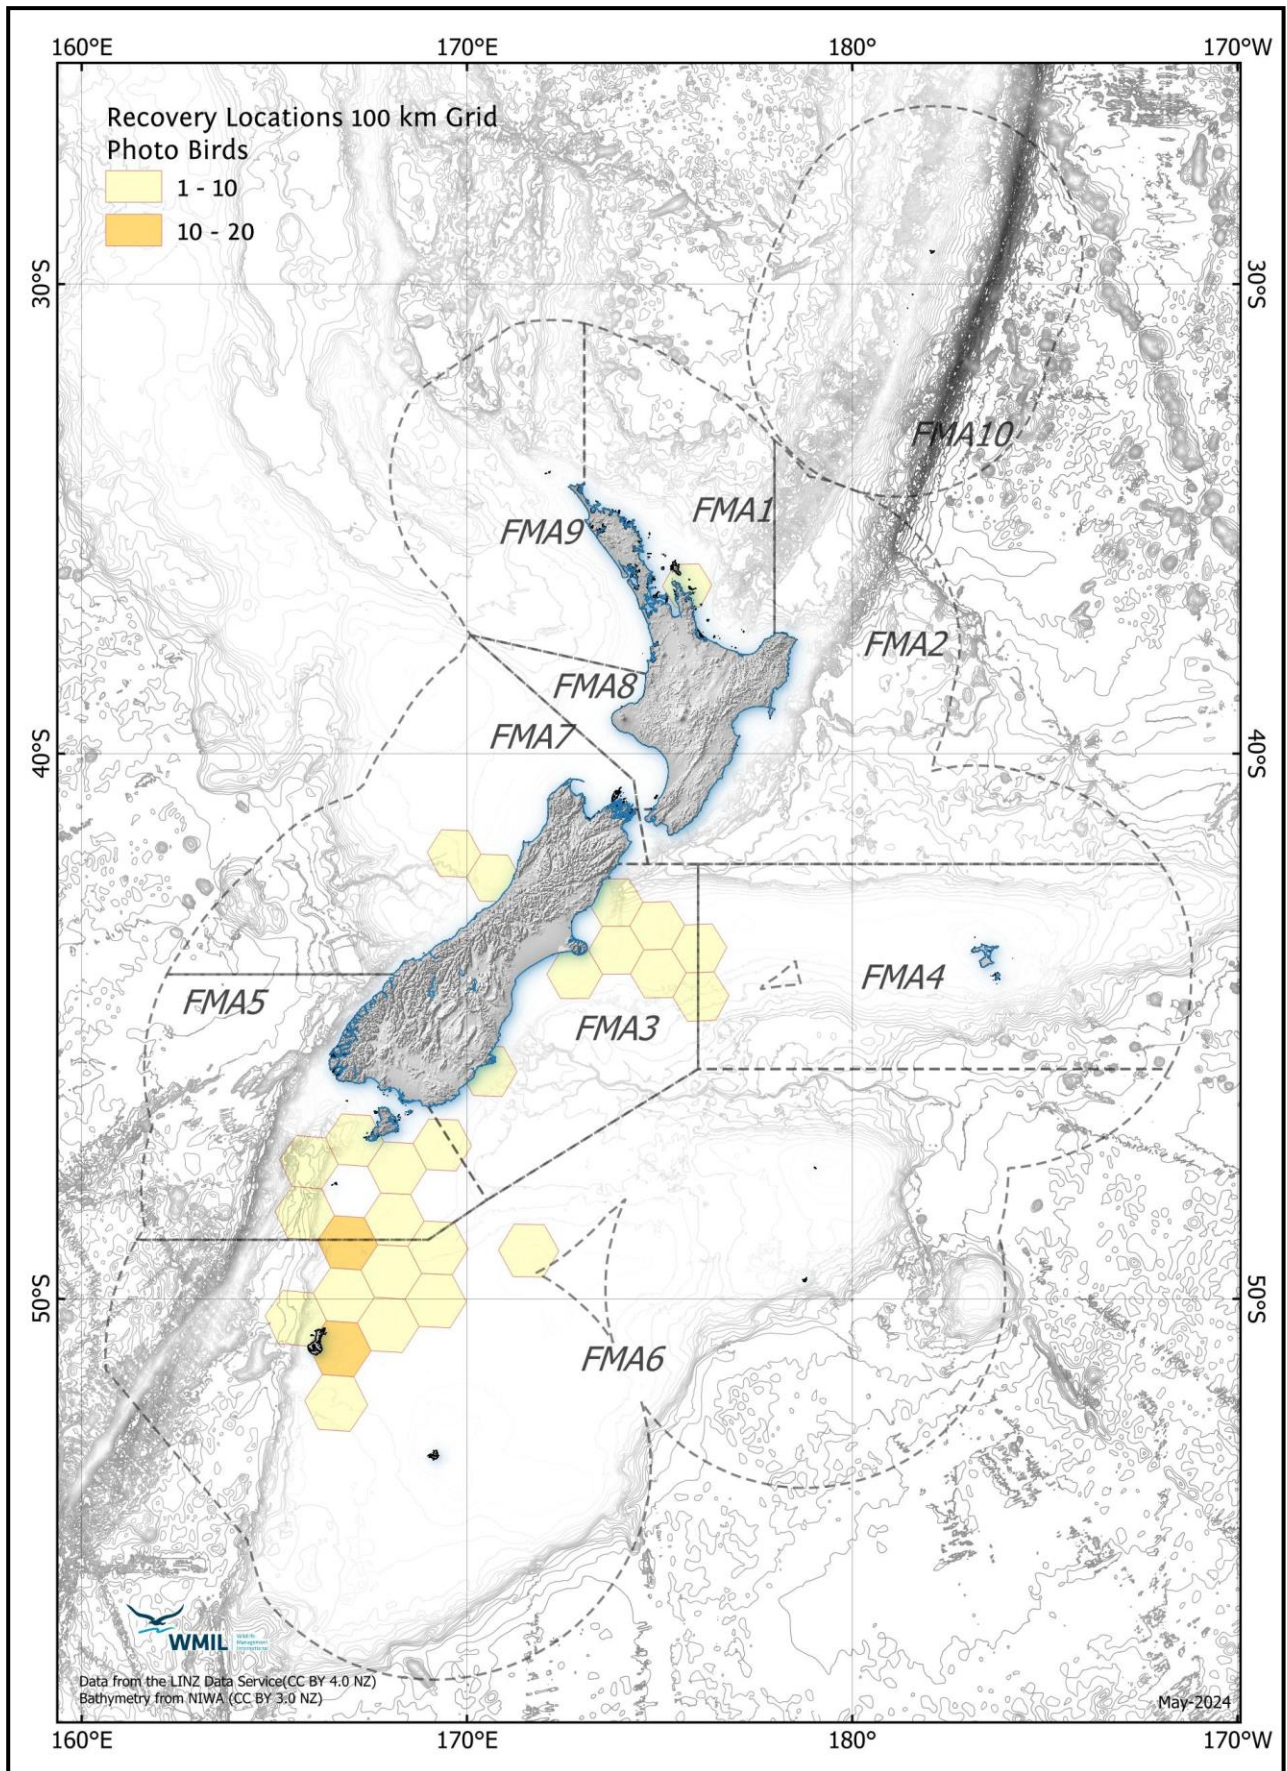 160°E 170°E 180° 170°W
Recovery Locations 100 km Grid
Photo Birds
1 - 10
10 - 20
30°S 30°S
FMA10
FMA1
FMA9
FMA2
FMA8
FMA7
40°S 40°S
FMA4
FMA5
FMA3
50°S 50°S
FMA6
WMIL Wildlife
Management
International
Data from the LINZ Data Service(CC BY 4.0 NZ)
Bathymetry from NIWA (CC BY 3.0 NZ)
May-2024
160°E 170°E 180° 170°W